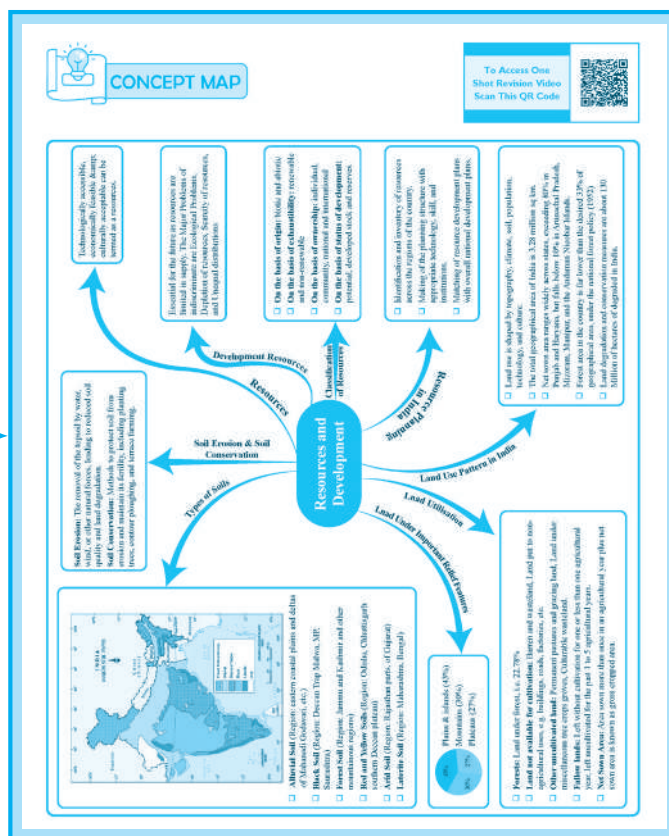 CONCEPT MAP
To Access One
Shot Revision Video
Scan This QR Code
Resources and
Development
Resources
Technologically accessible,
economically feasible &amp;
culturally acceptable can be
termed as a resources.
Development Resources
Essential for the future as resources are
limited in supply. The Major Problems of
indiscriminate are Ecological Problems,
Depletion of resources, Scarcity of resources,
and Unequal distributions
Classification
of Resources
On the basis of origin: biotic and abiotic
On the basis of exhaustibility: renewable
and non-renewable
On the basis of ownership: individual,
community, national and international
On the basis of status of development:
potential, developed stock and reserves
Resource Planning
in India
Identification and inventory of resources
across the regions of the country,
Making of the planning structure with
appropriate technology, skill, and
institutions.
Matching of resource development plans
with overall national development plans.
Land Use Pattern in India
Land use is shaped by topography, climate, soil, population,
technology, and culture.
The total geographical area of India is 3.28 million sq km.
Net sown area ranges widely across states, exceeding 80% in
Punjab and Haryana, but falls below 10% in Arunachal Pradesh,
Mizoram, Manipur, and the Andaman Nicobar Islands.
Forest area in the country is far lower than the desired 33% of
geographical area, under the national forest policy (1952)
Land degradation and conservation measures are about 130
Million of hectares of degraded in India.
Land Utilisation
Forests: Land under forest, i.e. 22.78%
Land not available for cultivation: Barren and wasteland, Land put to non-
agricultural uses, e.g. buildings, roads, factories, etc.
Other uncultivated land: Permanent pastures and grazing land, Land under
miscellaneous tree crops groves, Culturable wasteland.
Fallow lands: Left without cultivation for one or less than one agricultural
year, left uncultivated for the past 1 to 5 agricultural years.
Net Sown Area: Area sown more than once in an agricultural year plus net
sown area is known as gross cropped area
Land Under Important Relief Features
Plains & islands (43%)
Mountains (30%)
Plateaus (27%)
43%
30%
27%
Types of Soils
INDIA
Alluvial Soil (Region: eastern coastal plains and deltas
of Mahanadi Godavari, etc.)
Black Soil (Region: Deccan Trap Malwa, MP,
Saurashtra)
Forest Soil (Region: Jammu and Kashmir and other
mountainous regions)
Red and Yellow Soils (Region: Odisha, Chhattisgarh
southern Deccan plateau)
Arid Soil (Region: Rajasthan parts, of Gujarat)
Laterite Soil (Region: Maharashtra, Bengal)
Soil Erosion & Soil
Conservation
Soil Erosion: The removal of the topsoil by water,
wind, or other natural forces, leading to reduced soil
quality and land degradation.
Soil Conservation: Methods to protect soil from
erosion and maintain its fertility, including planting
trees, contour ploughing, and terrace farming.